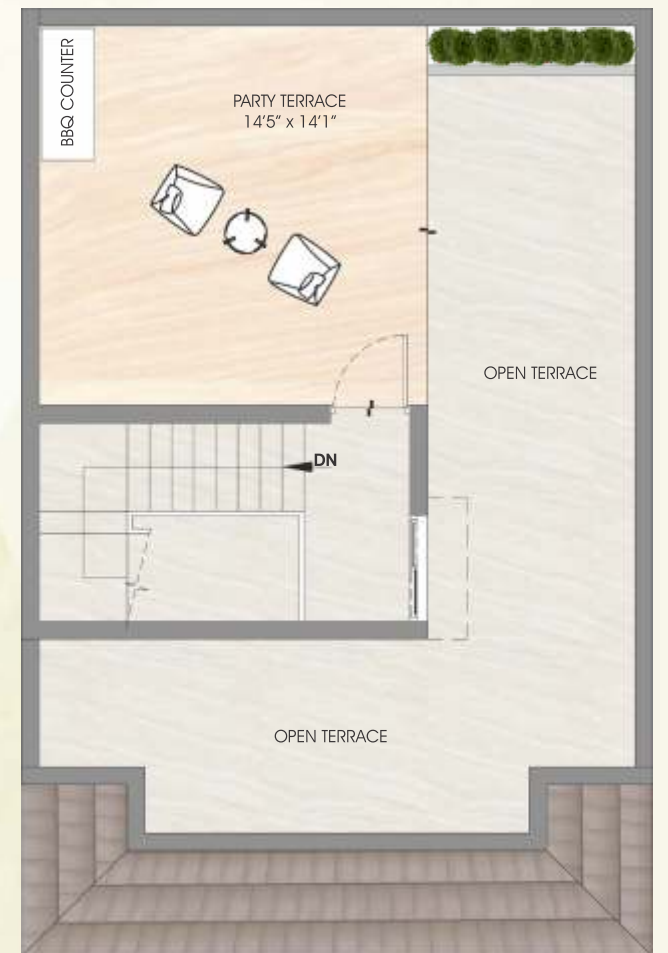 BBQ COUNTER
PARTY TERRACE
14'5" x 14'1"
OPEN TERRACE
DN
OPEN TERRACE